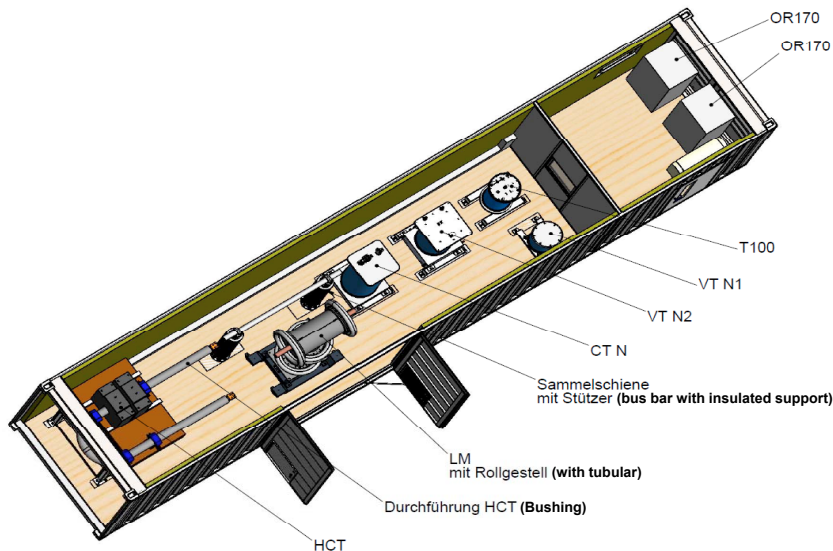 OR170
OR170
T100
VT N1
VT N2
CT N
Sammelschiene
mit Stützer (bus bar with insulated support)
LM
mit Rollgestell (with tubular)
Durchführung HCT (Bushing)
HCT